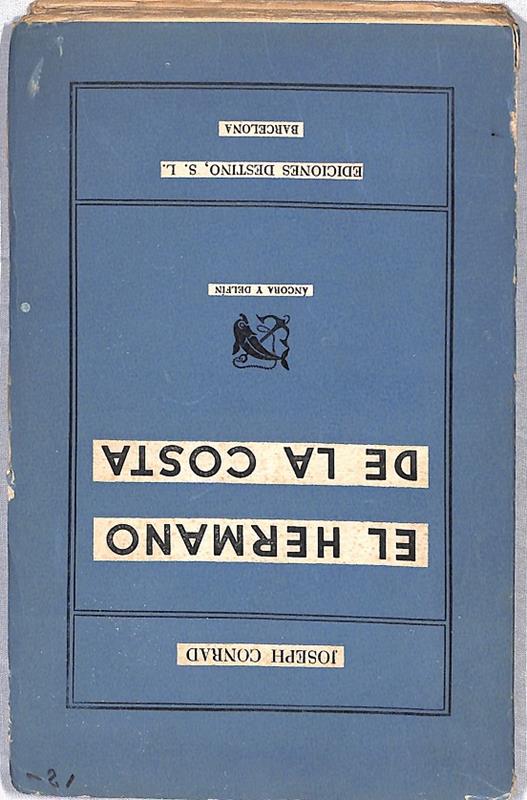 JOSEPH CONRAD
EL HERMANO
DE LA COSTA
ÁNCORA Y DELFÍN
EDICIONES DESTINO, S. L.
BARCELONA